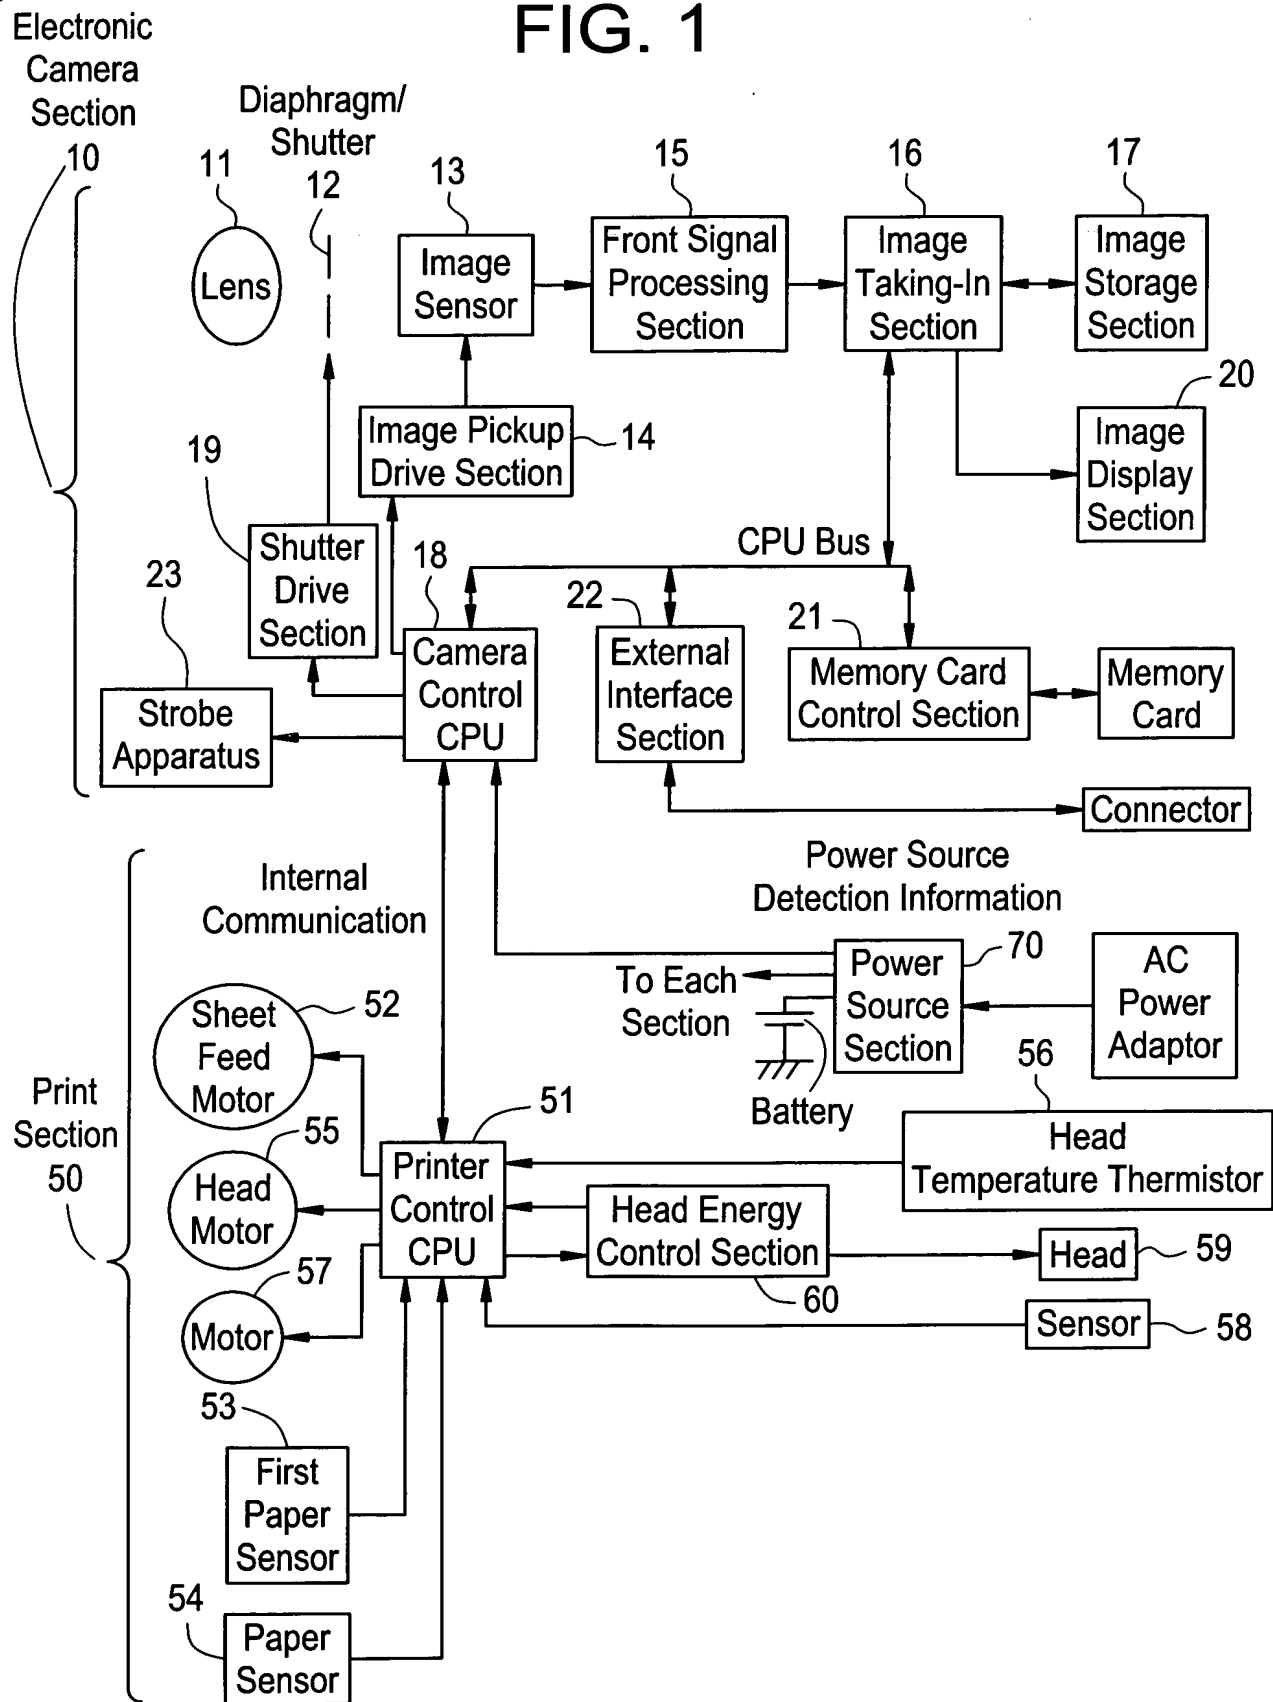 FIG. 1
Electronic
Camera
Section
10
Diaphragm/
Shutter
11
12
13
15
16
17
Lens
Image
Sensor
Front Signal
Processing
Section
Image
Taking-In
Section
Image
Storage
Section
20
Image Pickup
Drive Section
14
Image
Display
Section
19
Shutter
Drive
Section
CPU Bus
23
18
22
21
Camera
Control
CPU
External
Interface
Section
Memory Card
Control Section
Memory
Card
Strobe
Apparatus
Connector
Internal
Communication
Power Source
Detection Information
70
Power
Source
Section
To Each
Section
AC
Power
Adaptor
Battery
52
Sheet
Feed
Motor
56
Print
Section
50
51
Head
Temperature Thermistor
55
Head
Motor
Printer
Control
CPU
Head Energy
Control Section
60
Head
59
57
Motor
Sensor
58
53
First
Paper
Sensor
54
Paper
Sensor